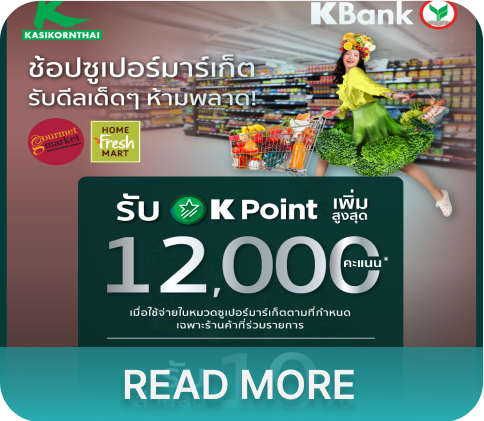 KASIKORNTHAI
KBank
ช้อปซูเปอร์มาร์เก็ต
รับดีลเด็ดๆ ห้ามพลาด!
Gourmet
market
HOME
Fresh
MART
รับ K Point เพิ่ม
สูงสุด
12,000
คะแนน*
เมื่อใช้จ่ายในหมวดซูเปอร์มาร์เก็ตตามที่กำหนด
เฉพาะร้านค้าที่ร่วมรายการ
READ MORE